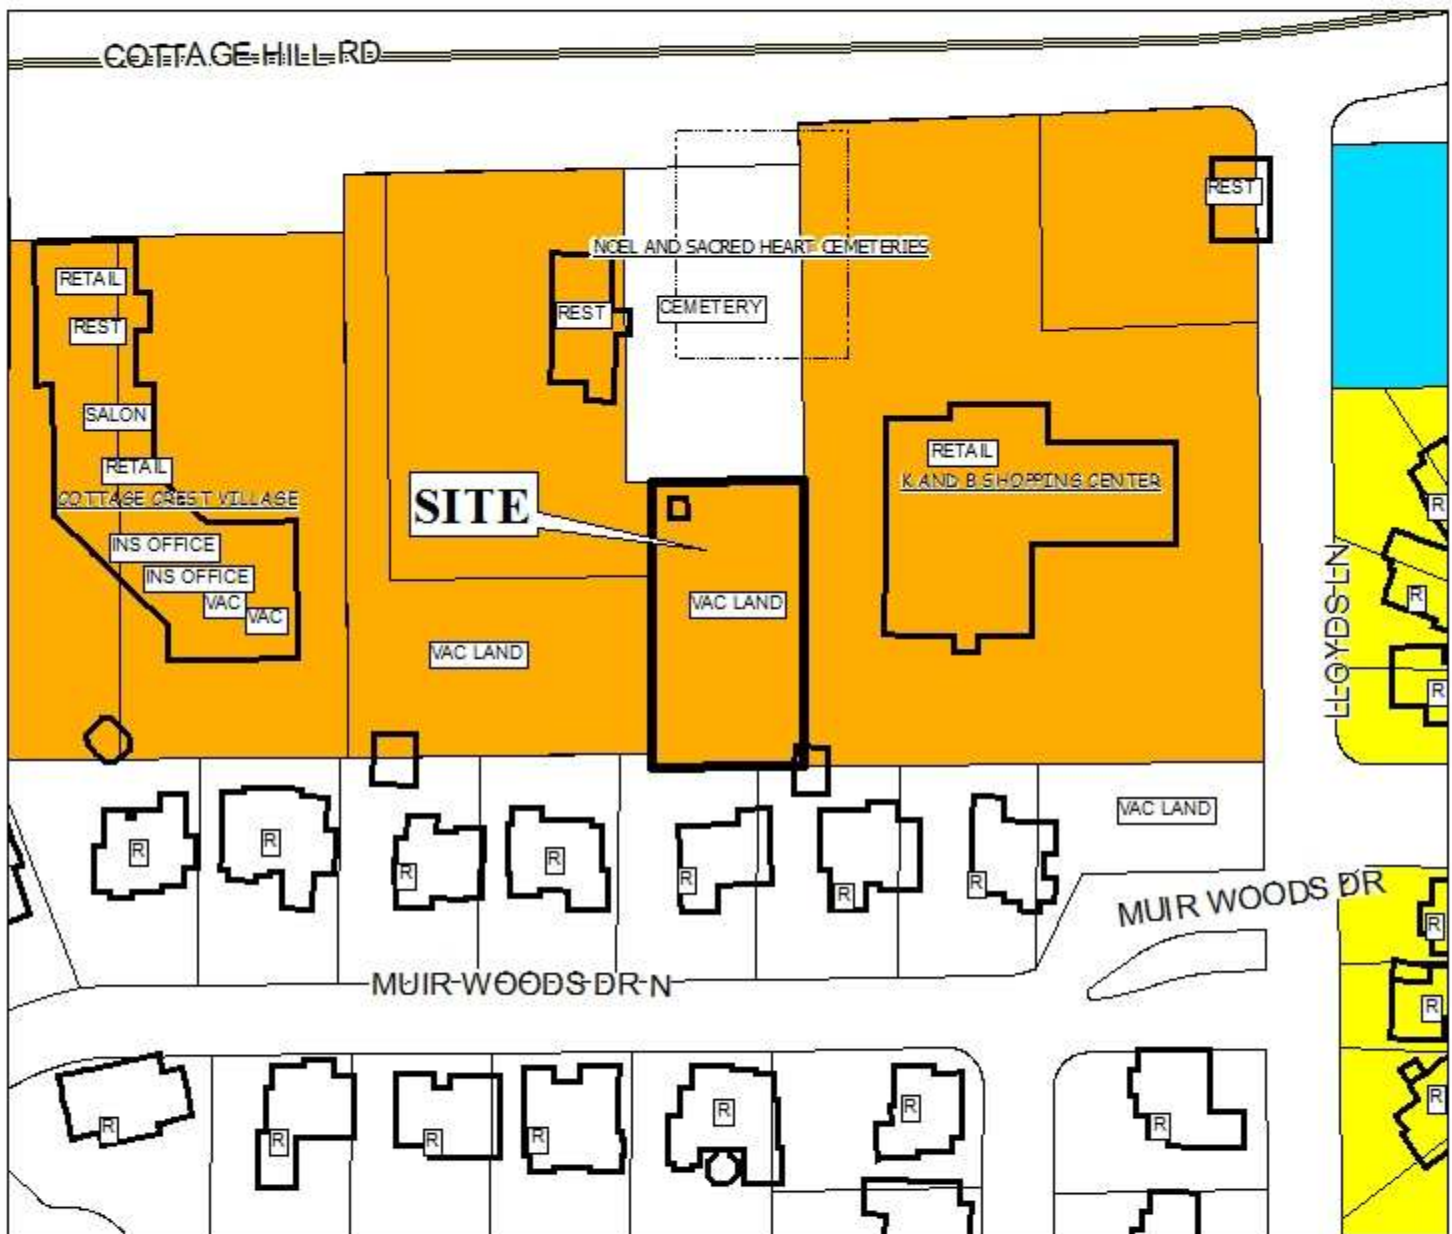 COTTAGE HILL RD
REST
NOEL AND SACRED HEART CEMETERIES
RETAIL
REST
CEMETERY
REST
SALON
RETAIL
RETAIL
COTTAGE CREST VILLAGE
K AND B SHOPPING CENTER
SITE
R
INS OFFICE
INS OFFICE
VAC
VAC
VAC LAND
R
LLOYDS LN
VAC LAND
R
VAC LAND
R
R
R
R
R
R
R
MUIR WOODS DR
R
MUIR WOODS DR N
R
R
R
R
R
R
R
R
R